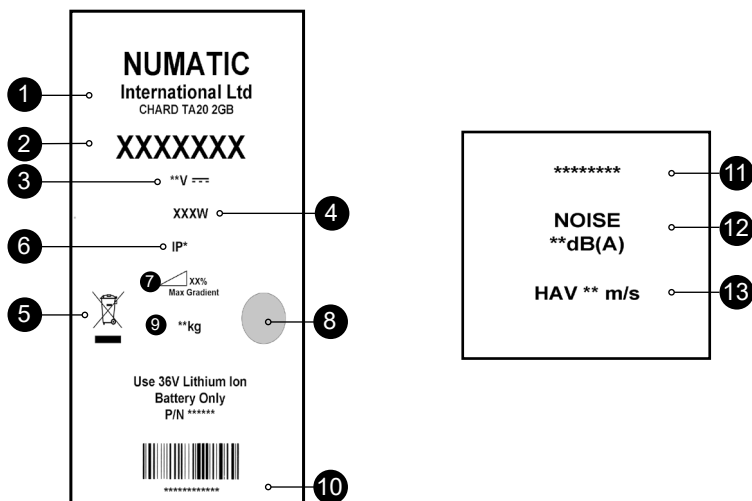 NUMATIC
International Ltd
CHARD TA20 2GB
1
2
XXXXXXX
3
**V
XXXW
4
6
IP*
7
XX%
Max Gradient
5
9
**kg
8
Use 36V Lithium Ion
Battery Only
P/N ******
************
10
********
11
NOISE
12
**dB(A)
HAV ** m/s
13